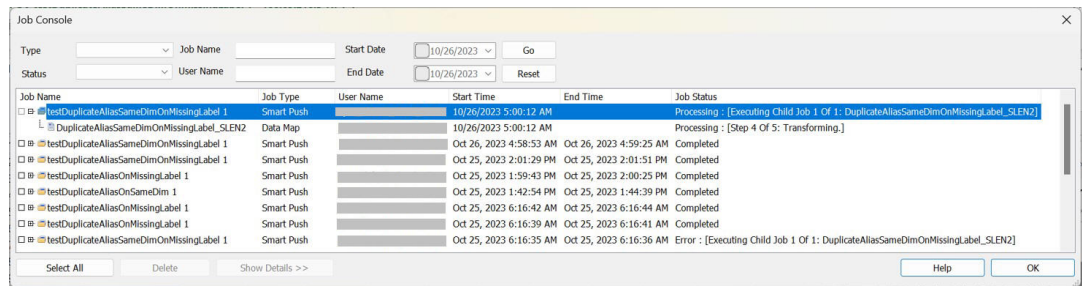 Job Console
Type Job Name Start Date 10/26/2023 Go
Status User Name End Date 10/26/2023 Reset
Job Name Job Type User Name Start Time End Time Job Status
testDuplicateAliasSameDimOnMissingLabel 1 Smart Push 10/26/2023 5:00:12 AM Processing : [Executing Child Job 1 Of 1: DuplicateAliasSameDimOnMissingLabel_SLEN2]
DuplicateAliasSameDimOnMissingLabel_SLEN2 Data Map 10/26/2023 5:00:12 AM Processing : [Step 4 Of 5: Transforming.]
testDuplicateAliasSameDimOnMissingLabel 1 Smart Push Oct 26, 2023 4:58:53 AM Oct 26, 2023 4:59:25 AM Completed
testDuplicateAliasSameDimOnMissingLabel 1 Smart Push Oct 25, 2023 2:01:29 PM Oct 25, 2023 2:01:51 PM Completed
testDuplicateAliasOnMissingLabel 1 Smart Push Oct 25, 2023 1:59:43 PM Oct 25, 2023 2:00:25 PM Completed
testDuplicateAliasOnSameDim 1 Smart Push Oct 25, 2023 1:42:54 PM Oct 25, 2023 1:44:39 PM Completed
testDuplicateAliasOnMissingLabel 1 Smart Push Oct 25, 2023 6:16:42 AM Oct 25, 2023 6:16:44 AM Completed
testDuplicateAliasOnMissingLabel 1 Smart Push Oct 25, 2023 6:16:39 AM Oct 25, 2023 6:16:41 AM Completed
testDuplicateAliasSameDimOnMissingLabel 1 Smart Push Oct 25, 2023 6:16:35 AM Oct 25, 2023 6:16:36 AM Error : [Executing Child Job 1 Of 1: DuplicateAliasSameDimOnMissingLabel_SLEN2]
Select All Delete Show Details >> Help OK